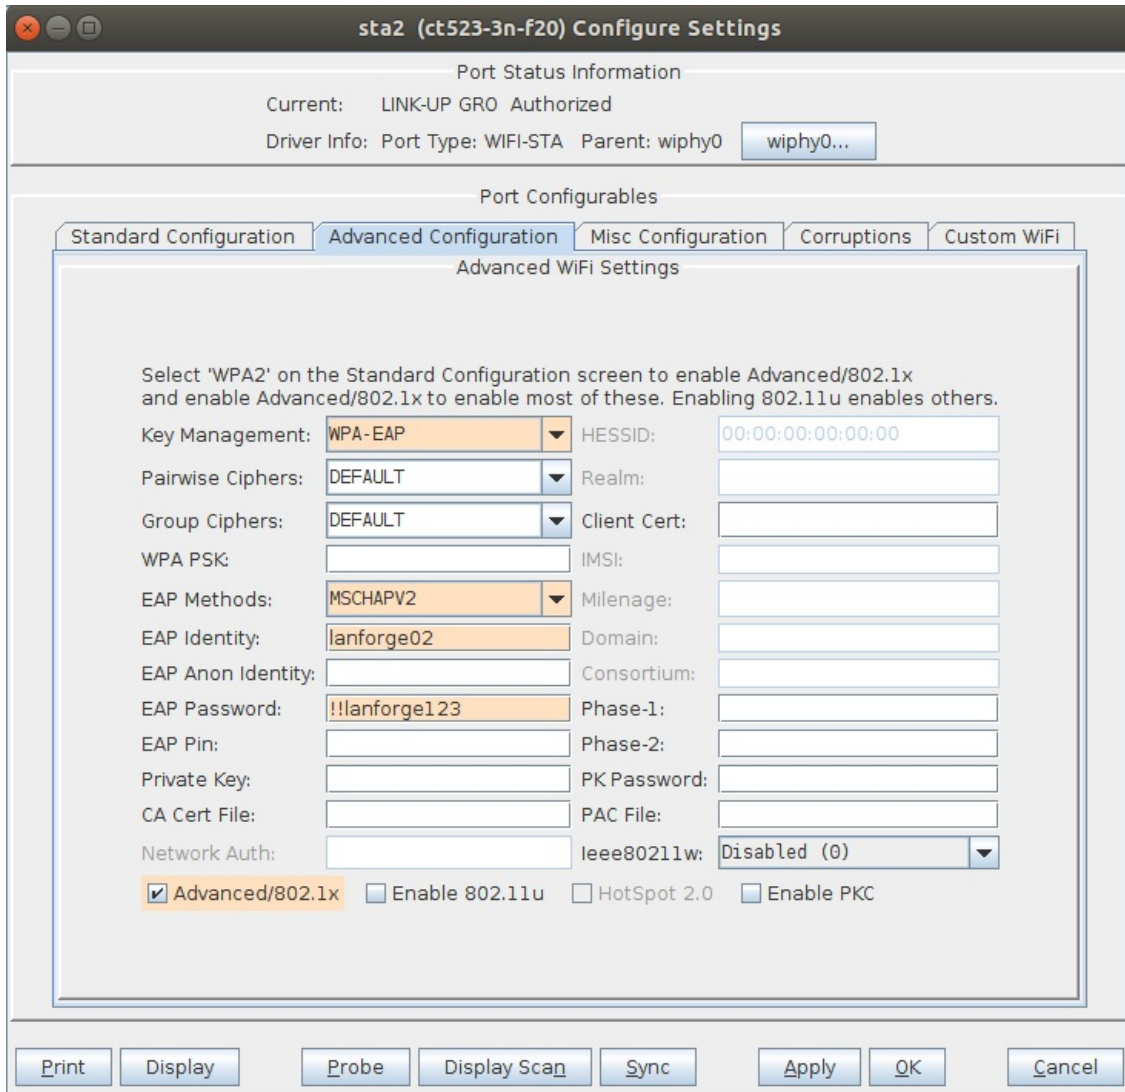 sta2 (ct523-3n-f20) Configure Settings
Port Status Information
Current: LINK-UP GRO Authorized
Driver Info: Port Type: WIFI-STA Parent: wiphy0 wiphy0...
Port Configurables
Standard Configuration Advanced Configuration Misc Configuration Corruptions Custom WiFi
Advanced WiFi Settings
Select 'WPA2' on the Standard Configuration screen to enable Advanced/802.1x
and enable Advanced/802.1x to enable most of these. Enabling 802.11u enables others.
Key Management: WPA-EAP HESSID: 00:00:00:00:00:00
Pairwise Ciphers: DEFAULT Realm:
Group Ciphers: DEFAULT Client Cert:
WPA PSK: IMSI:
EAP Methods: MSCHAPV2 Milenage:
EAP Identity: lanforge02 Domain:
EAP Anon Identity: Consortium:
EAP Password: !!lanforge123 Phase-1:
EAP Pin: Phase-2:
Private Key: PK Password:
CA Cert File: PAC File:
Network Auth: Ieee80211w: Disabled (0)
Advanced/802.1x Enable 802.11u HotSpot 2.0 Enable PKC
Print Display Probe Display Scan Sync Apply OK Cancel